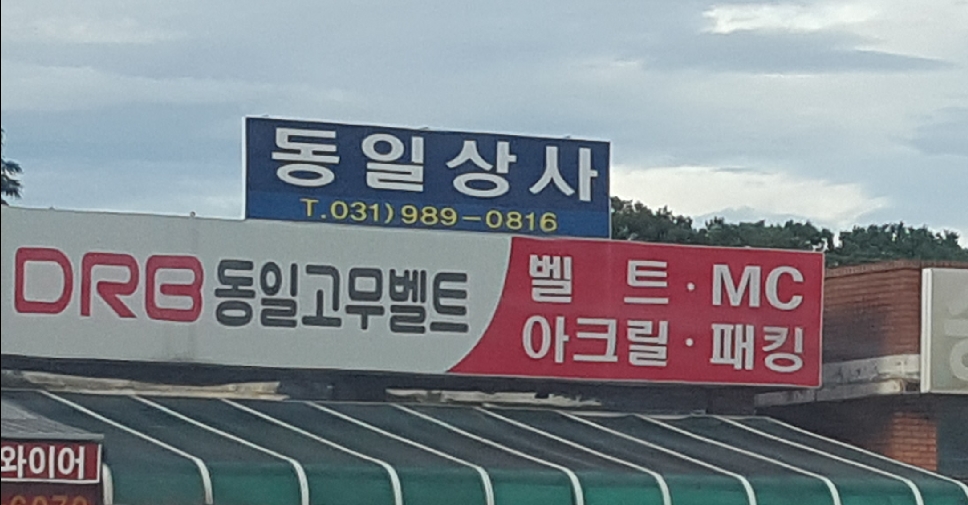 동일상사
T.031)989-0816
DRB 동일고무벨트
벨 트 · MC
아크릴 · 패킹
와이어